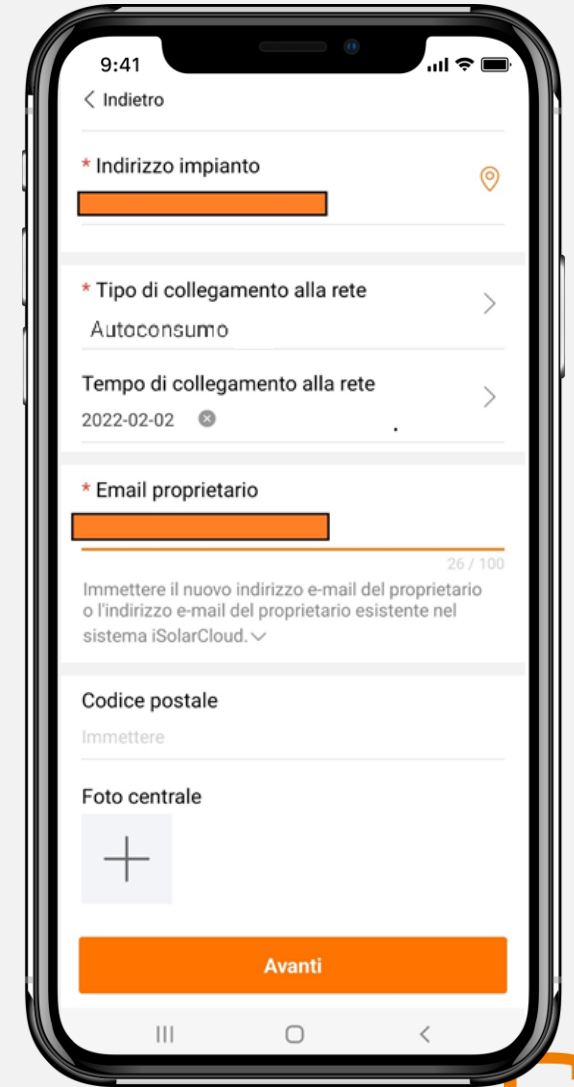 9:41
Indietro
* Indirizzo impianto
* Tipo di collegamento alla rete
Autoconsumo
Tempo di collegamento alla rete
2022-02-02
* Email proprietario
26 / 100
Immettere il nuovo indirizzo e-mail del proprietario
o l'indirizzo e-mail del proprietario esistente nel
sistema iSolarCloud.
Codice postale
Immettere
Foto centrale
Avanti